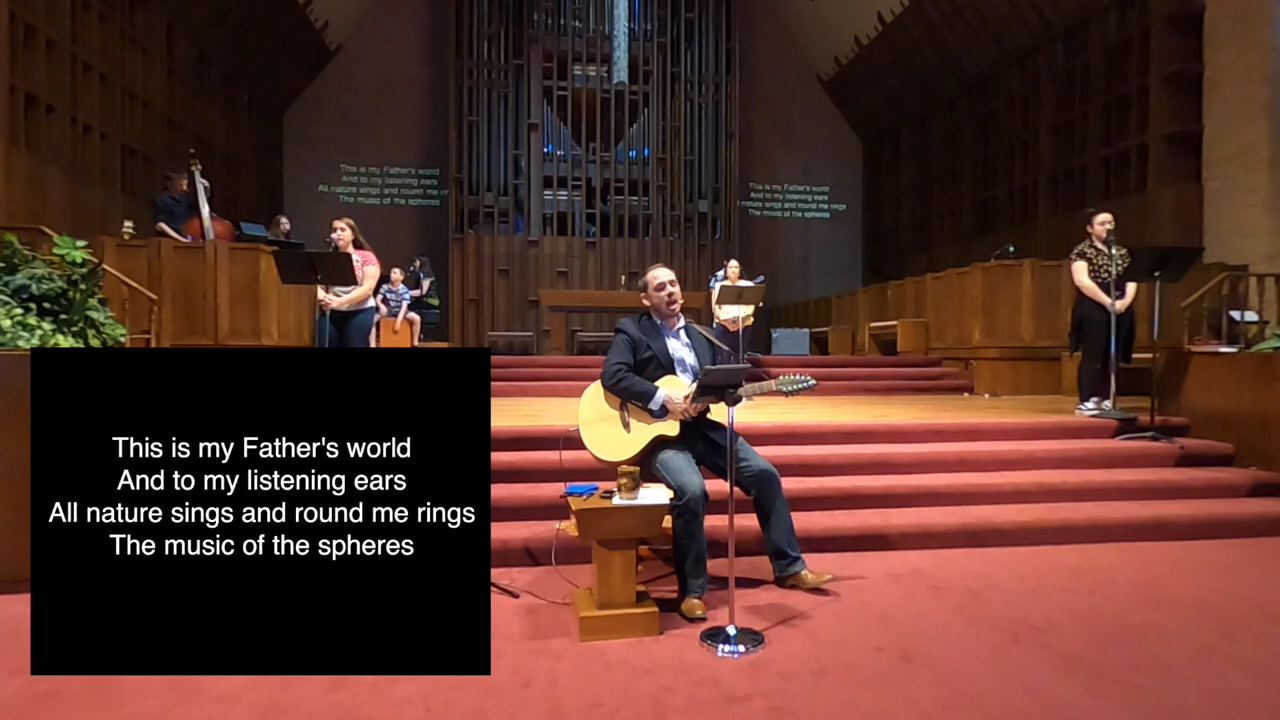 This is my Father's world
And to my listening ears
All nature sings and round me
The music of the spheres
This is my Father's world
And to my listening ears
nature sings and round me rings
The music of the spheres
This is my Father's world
And to my listening ears
All nature sings and round me rings
The music of the spheres